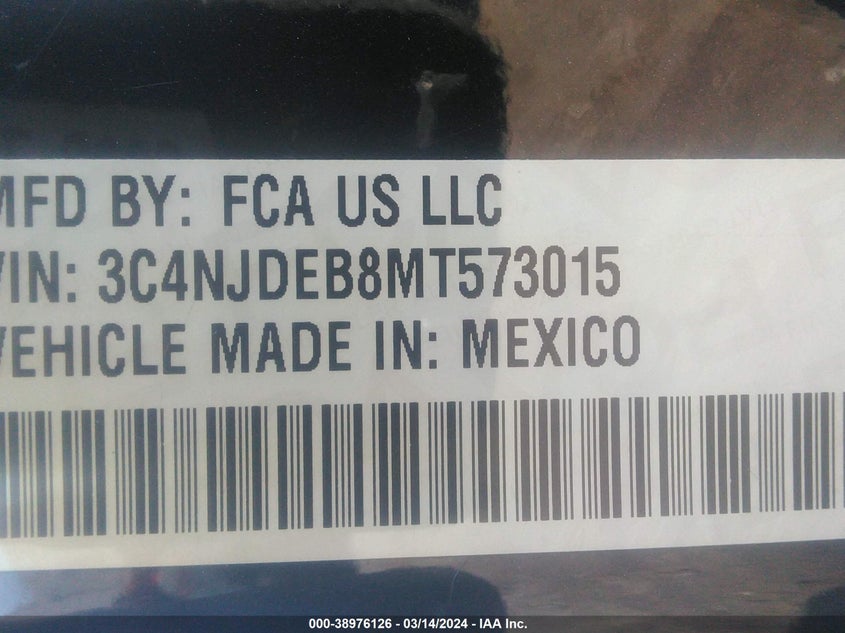 MFD BY: FCA US LLC
VIN: 3C4NJDEB8MT573015
VEHICLE MADE IN: MEXICO
000-38976126 - 03/14/2024 - IAA Inc.